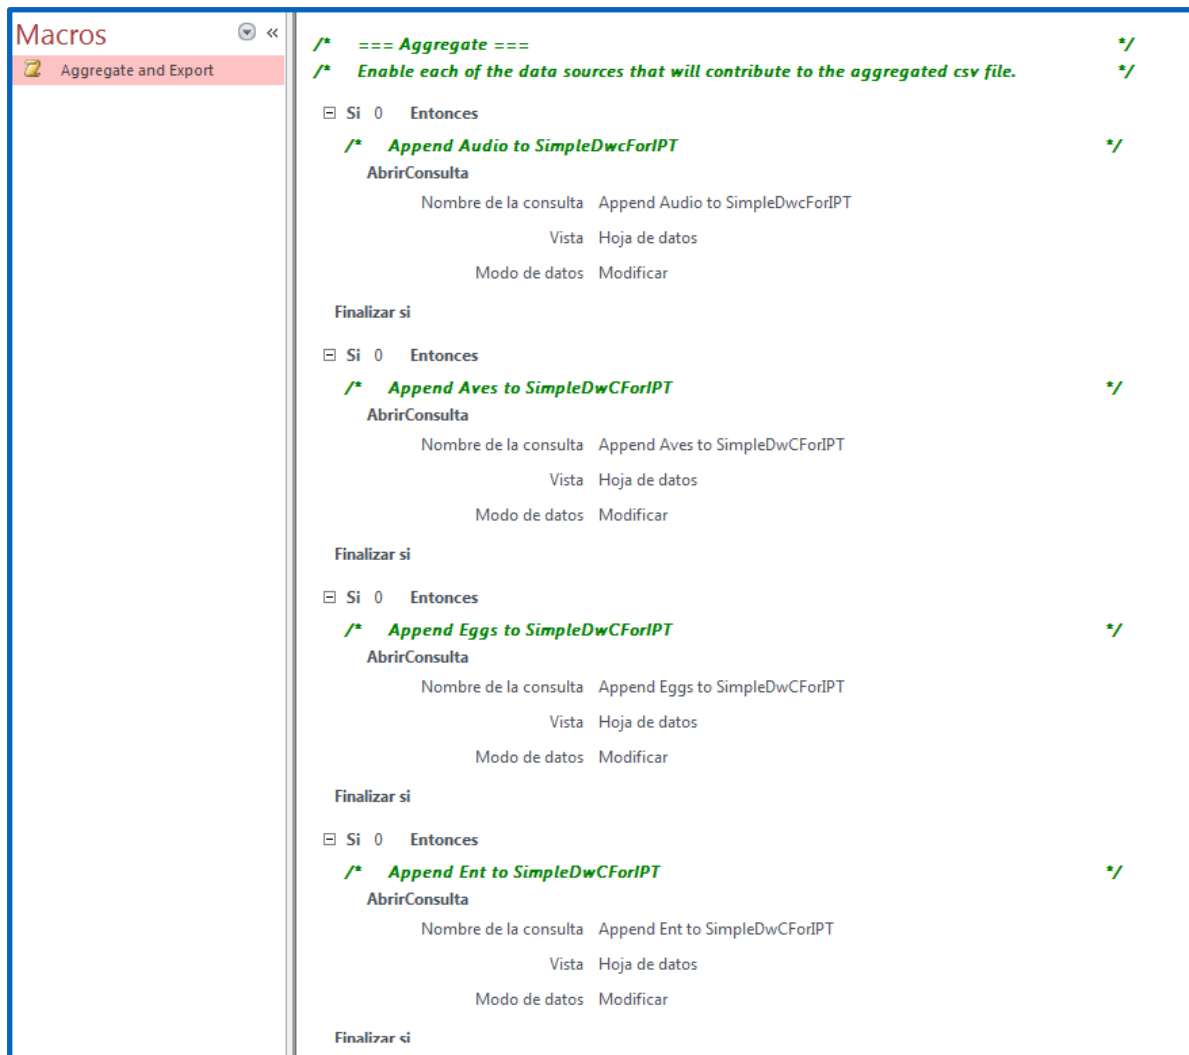 Macros «
Aggregate and Export
/* === Aggregate === */
/* Enable each of the data sources that will contribute to the aggregated csv file. */
Si 0 Entonces
/* Append Audio to SimpleDwcForIPT */
AbrirConsulta
Nombre de la consulta Append Audio to SimpleDwcForIPT
Vista Hoja de datos
Modo de datos Modificar
Finalizar si
Si 0 Entonces
/* Append Aves to SimpleDwCForIPT */
AbrirConsulta
Nombre de la consulta Append Aves to SimpleDwCForIPT
Vista Hoja de datos
Modo de datos Modificar
Finalizar si
Si 0 Entonces
/* Append Eggs to SimpleDwCForIPT */
AbrirConsulta
Nombre de la consulta Append Eggs to SimpleDwCForIPT
Vista Hoja de datos
Modo de datos Modificar
Finalizar si
Si 0 Entonces
/* Append Ent to SimpleDwCForIPT */
AbrirConsulta
Nombre de la consulta Append Ent to SimpleDwCForIPT
Vista Hoja de datos
Modo de datos Modificar
Finalizar si